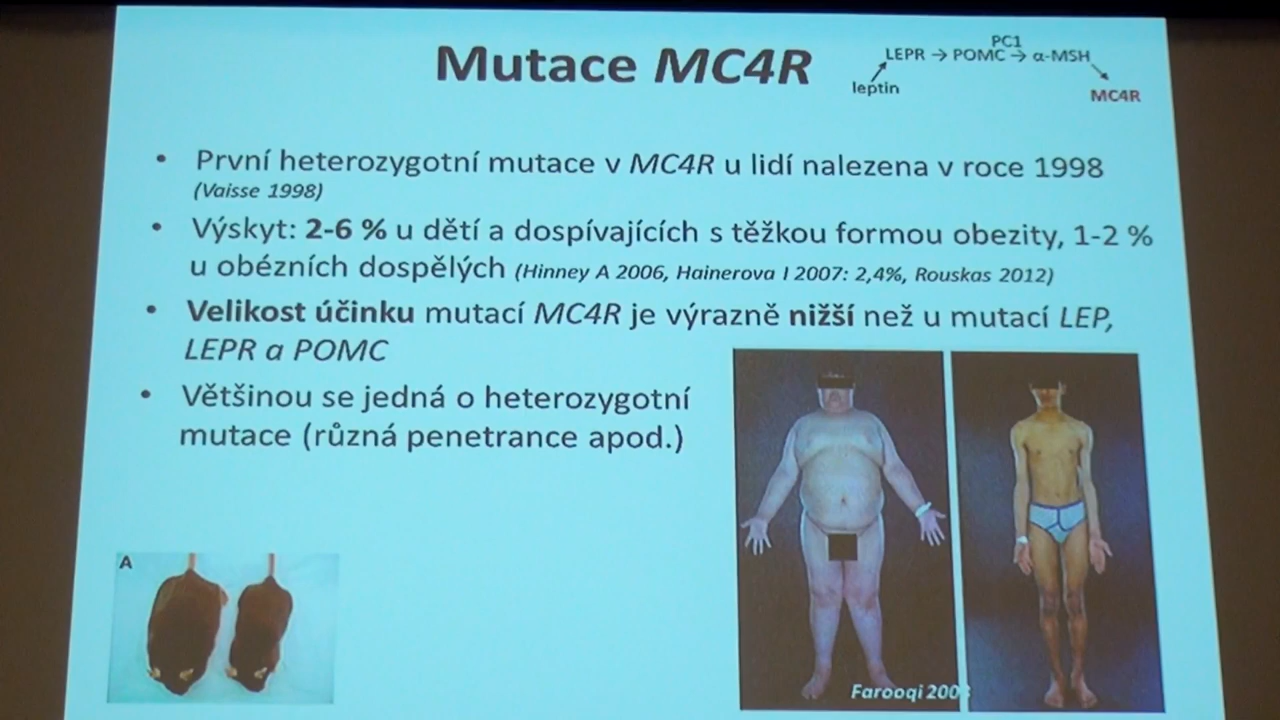 Mutace MC4R
PC1
LEPR → POMC → α-MSH
leptin
MC4R
• První heterozygotní mutace v MC4R u lidí nalezena v roce 1998
(Vaisse 1998)
• Výskyt: 2-6 % u dětí a dospívajících s těžkou formou obezity, 1-2 %
u obézních dospělých (Hinney A 2006, Hainerova I 2007: 2,4%, Rouskas 2012)
• Velikost účinku mutací MC4R je výrazně nižší než u mutací LEP,
LEPR a POMC
• Většinou se jedná o heterozygotní
mutace (různá penetrance apod.)
A
Farooqi